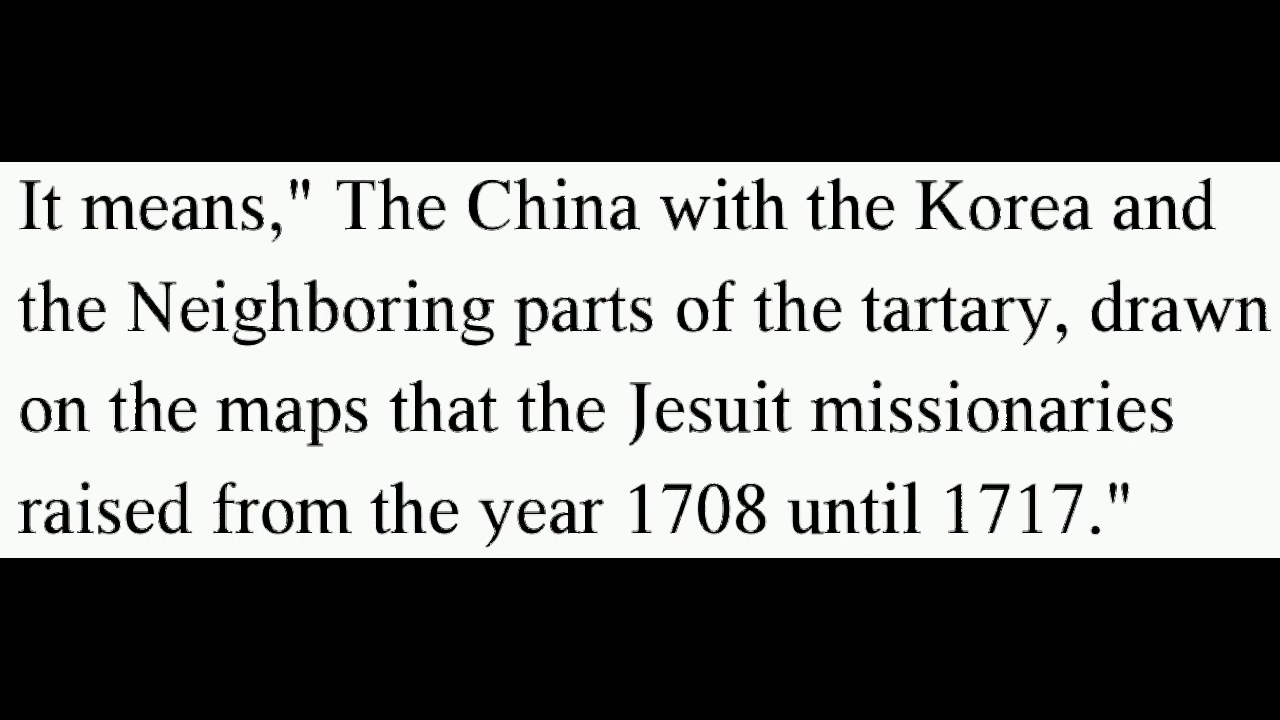 It means," The China with the Korea and
the Neighboring parts of the tartary, drawn
on the maps that the Jesuit missionaries
raised from the year 1708 until 1717."